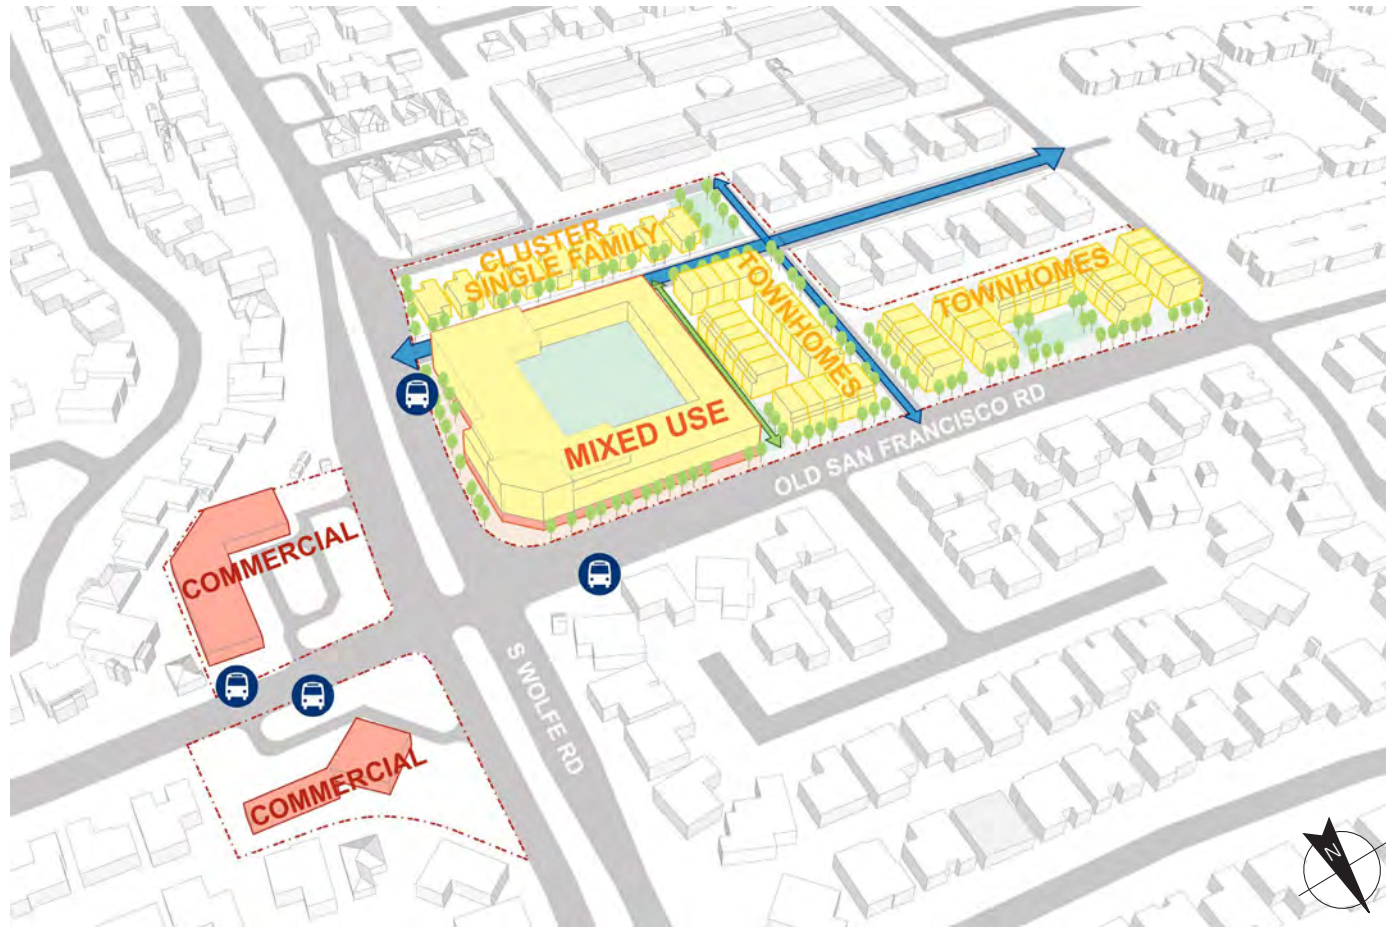 CLUSTER
SINGLE FAMILY
TOWNHOMES
TOWNHOMES
MIXED USE
OLD SAN FRANCISCO RD
COMMERCIAL
S WOLFE RD
COMMERCIAL
N